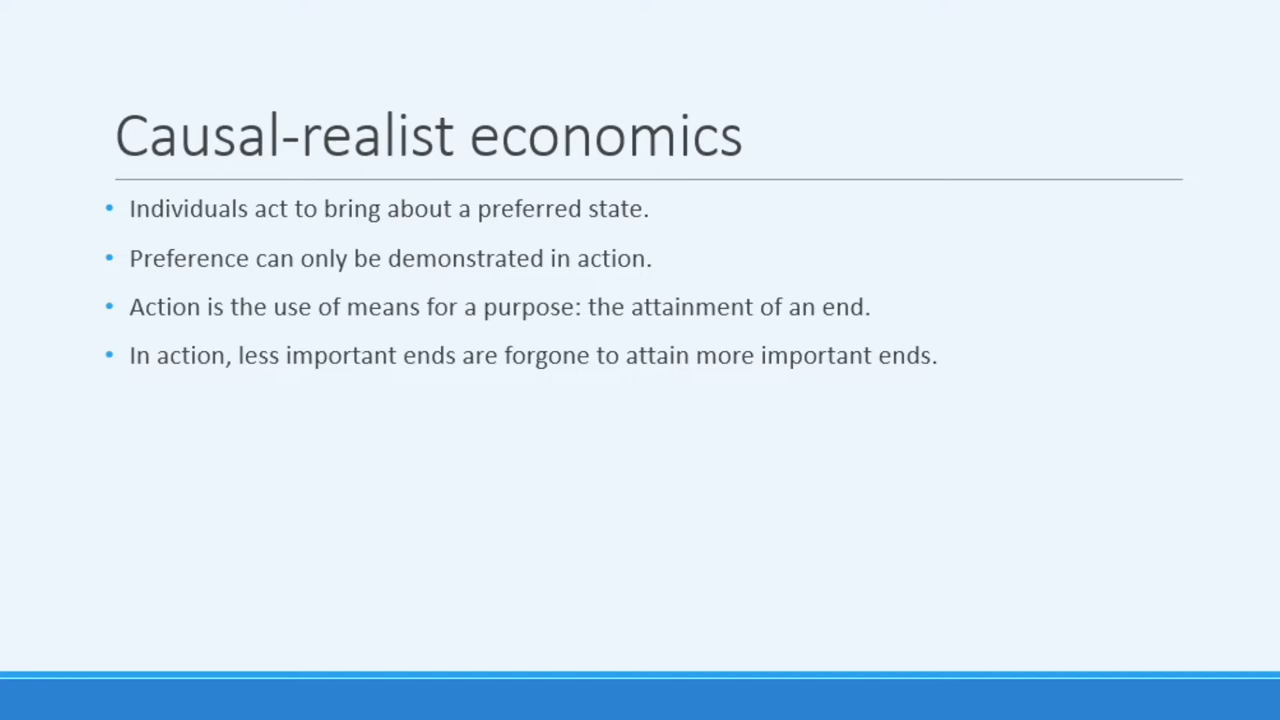 Causal-realist economics
• Individuals act to bring about a preferred state.
• Preference can only be demonstrated in action.
• Action is the use of means for a purpose: the attainment of an end.
• In action, less important ends are forgone to attain more important ends.